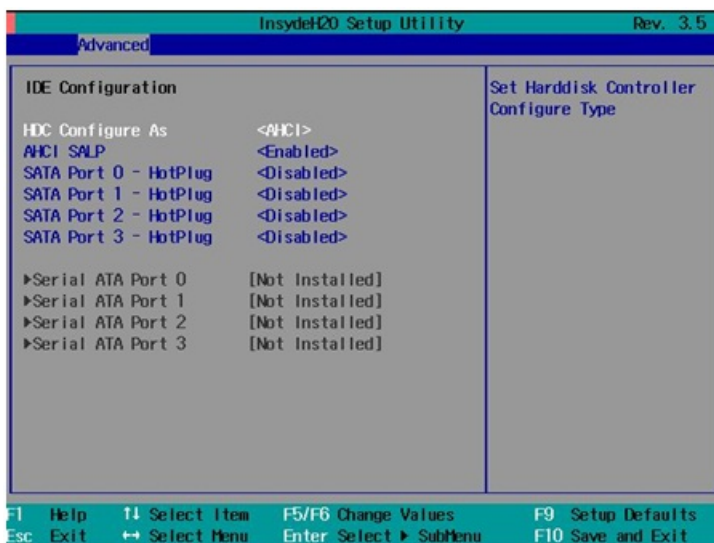 InsydeH2O Setup Utility Rev. 3.5
Advanced
IDE Configuration
HDC Configure As <AHCI>
AHCI SALP <Enabled>
SATA Port 0 - HotPlug <Disabled>
SATA Port 1 - HotPlug <Disabled>
SATA Port 2 - HotPlug <Disabled>
SATA Port 3 - HotPlug <Disabled>
▶Serial ATA Port 0 [Not Installed]
▶Serial ATA Port 1 [Not Installed]
▶Serial ATA Port 2 [Not Installed]
▶Serial ATA Port 3 [Not Installed]
Set Harddisk Controller
Configure Type
F1 Help ↑↓ Select Item F5/F6 Change Values F9 Setup Defaults
Esc Exit ↔ Select Menu Enter Select ▶ SubMenu F10 Save and Exit